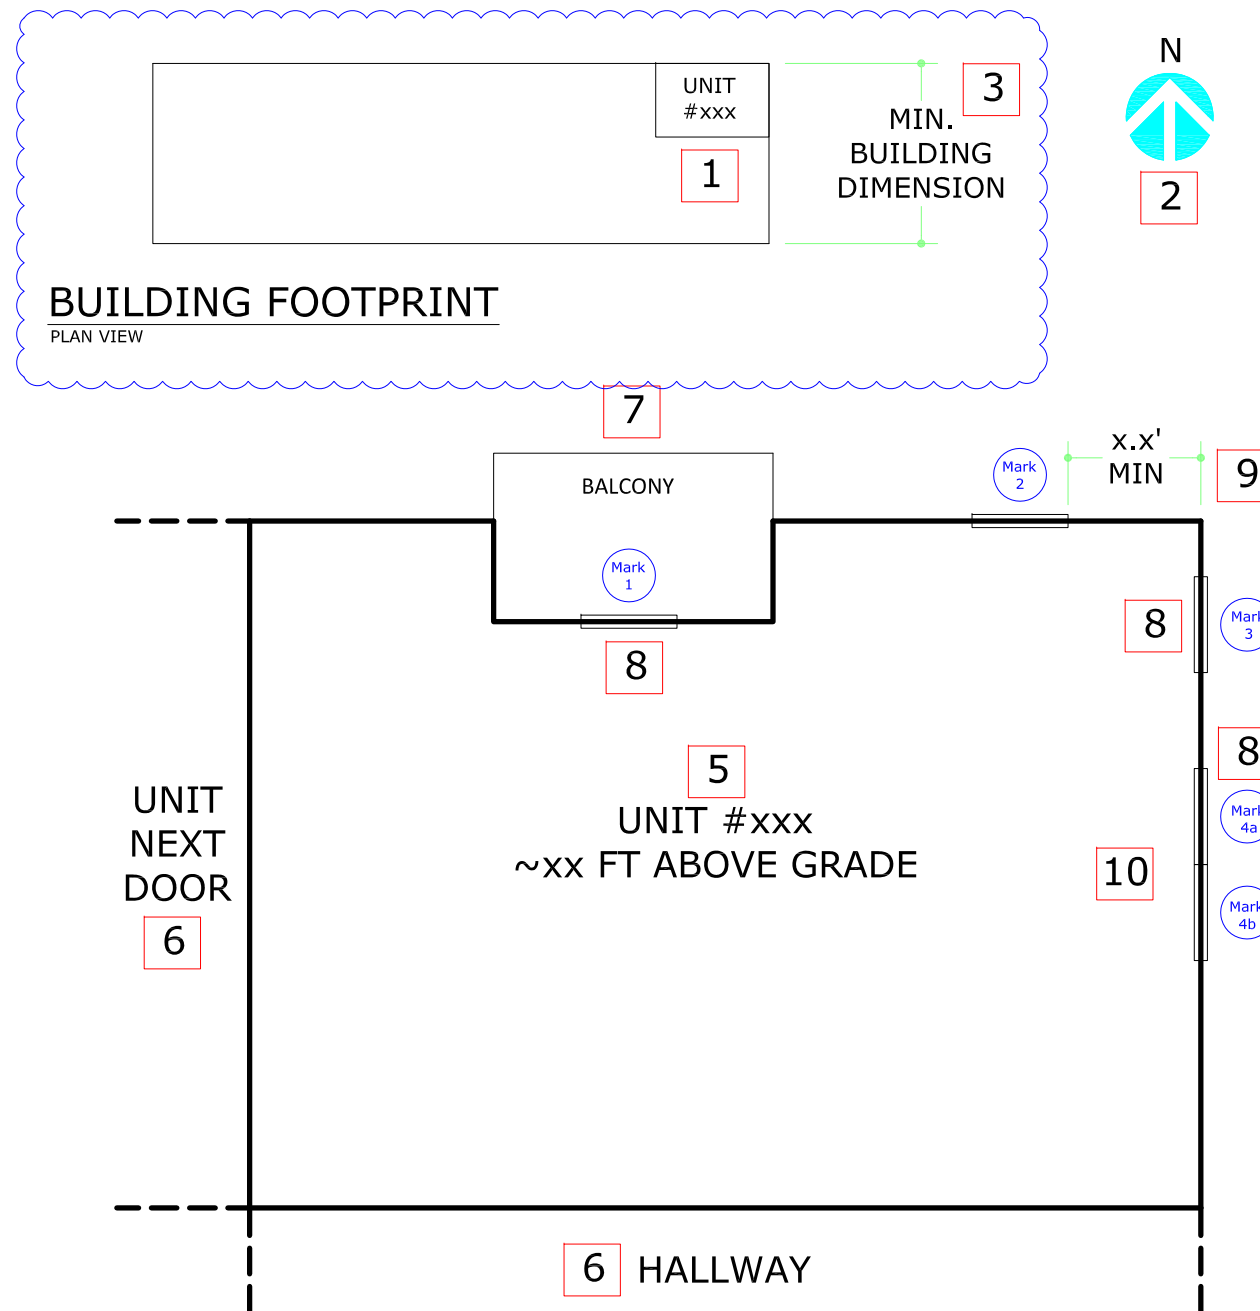 UNIT
#xxx
1
3
MIN.
BUILDING
DIMENSION
N
2
BUILDING FOOTPRINT
PLAN VIEW
7
BALCONY
Mark
1
8
Mark
2
x.x'
MIN
9
8
Mark
3
8
Mark
4a
10
Mark
4b
5
UNIT #xxx
~xx FT ABOVE GRADE
UNIT
NEXT
DOOR
6
6 HALLWAY